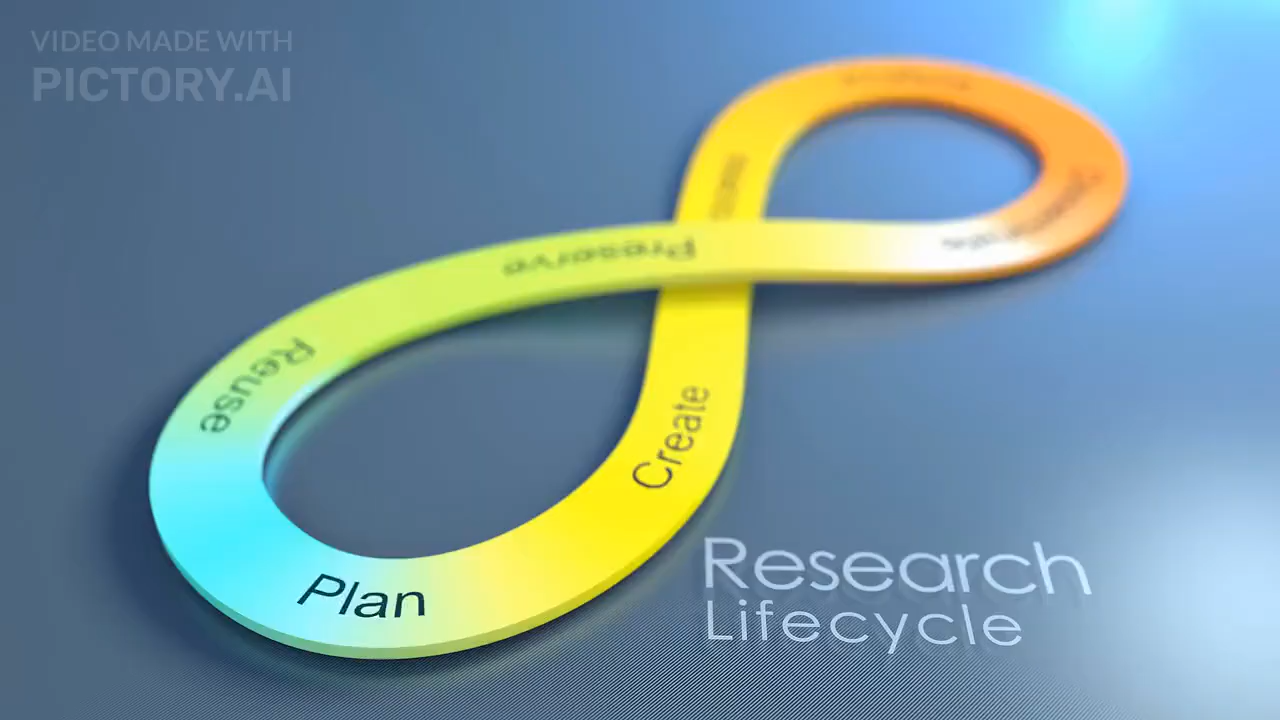 VIDEO MADE WITH
PICTORY.AI
Preserve
Reuse
Create
Plan
Research
Lifecycle